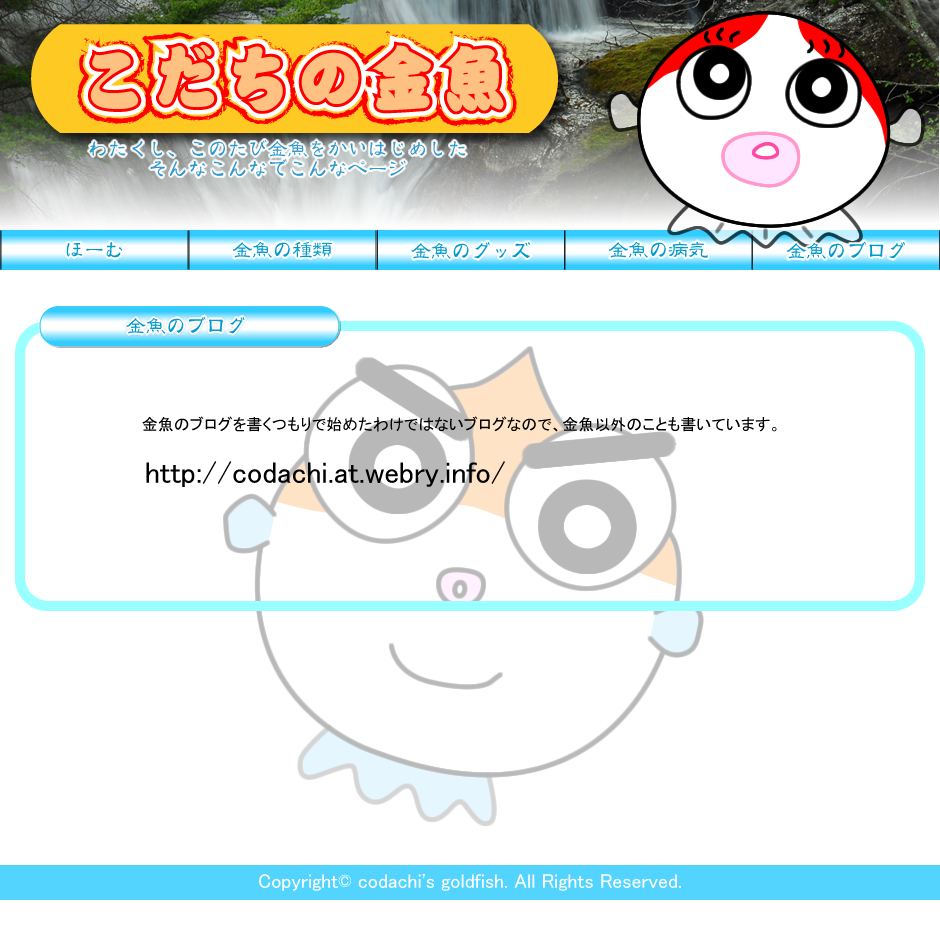 こだちの金魚
わたくし、このたび金魚をかいはじめした
そんなこんなでこんなページ
ほーむ
金魚の種類
金魚のグッズ
金魚の病気
金魚のブログ
金魚のブログ
金魚のブログを書くつもりで始めたわけではないブログなので、金魚以外のことも書いています。
http://codachi.at.webry.info/
Copyright© codachi's goldfish. All Rights Reserved.